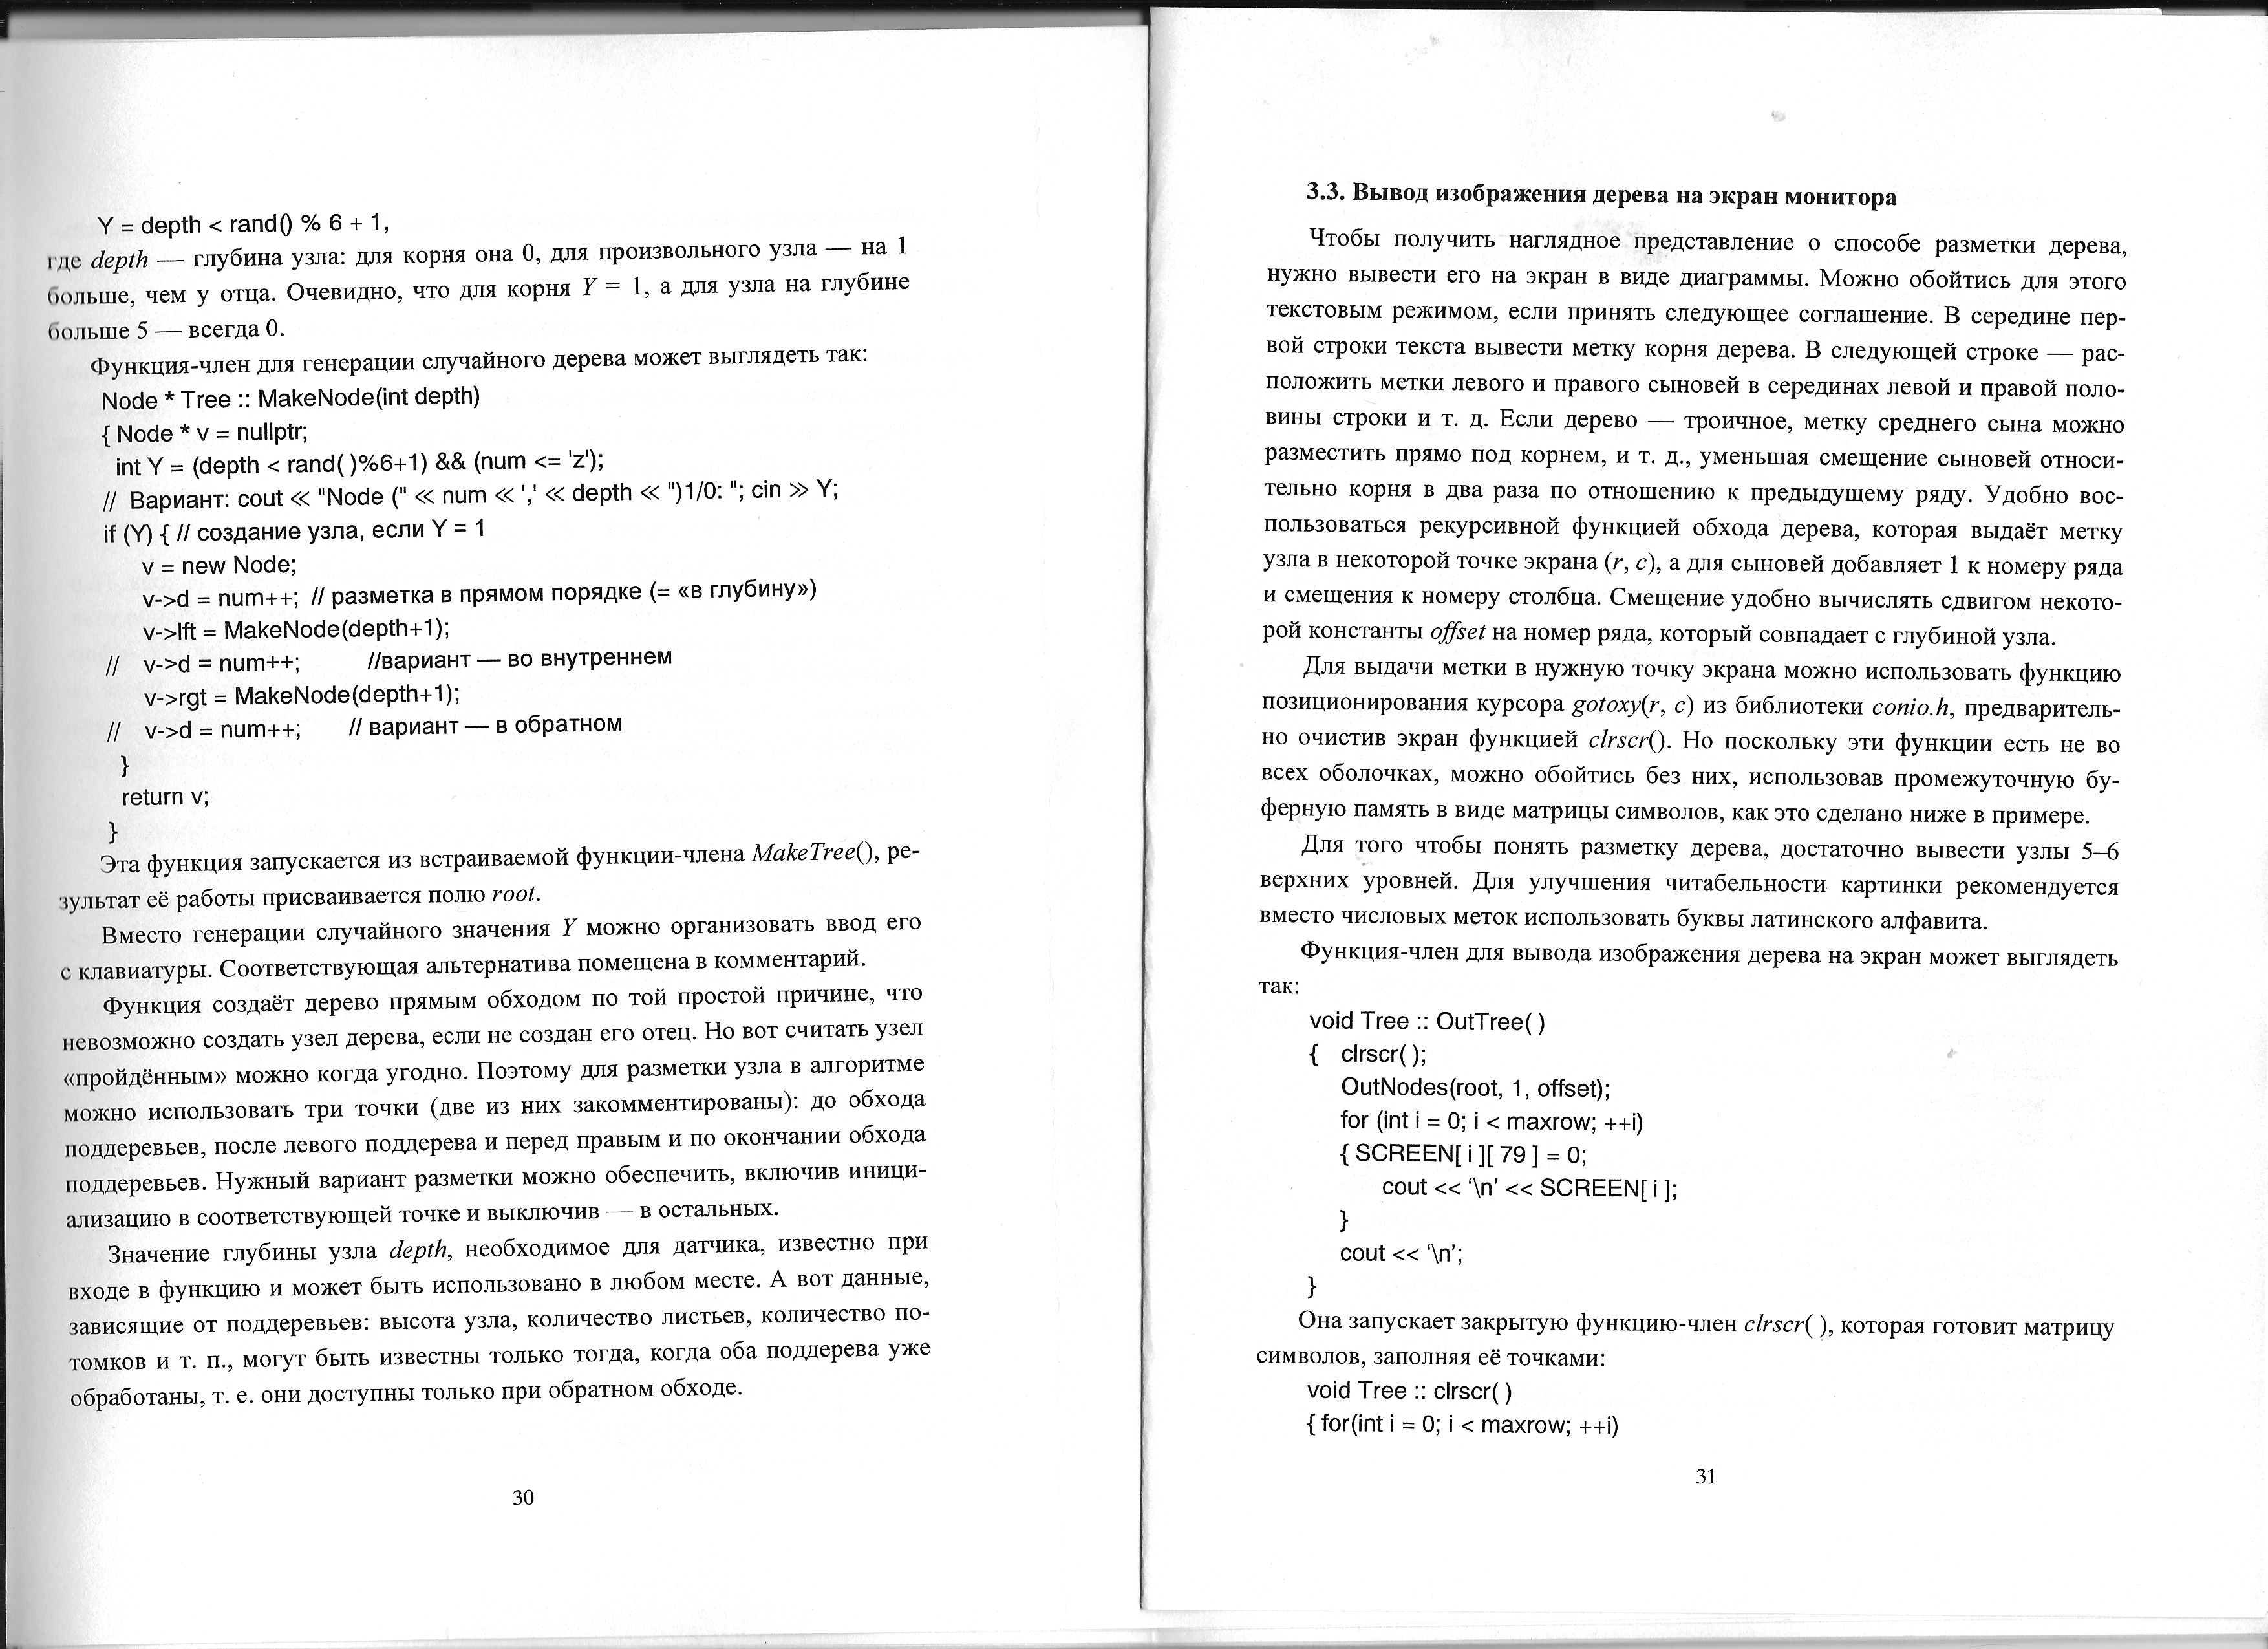 Y = depth < rand() % 6 + 1,
где depth — глубина узла: для корня она 0, для произвольного узла — на 1
больше, чем у отца. Очевидно, что для корня Y = 1, а для узла на глубине
больше 5 — всегда 0.
Функция-член для генерации случайного дерева может выглядеть так:
Node * Tree :: MakeNode(int depth)
{ Node * v = nullptr;
int Y = (depth < rand( )%6+1) && (num <= 'z');
// Вариант: cout << "Node (" << num << ',' << depth << ")1/0: "; cin >> Y;
if (Y) { // создание узла, если Y = 1
v = new Node;
v->d = num++; // разметка в прямом порядке (= «в глубину»)
v->lft = MakeNode(depth+1);
// v->d = num++; //вариант — во внутреннем
v->rgt = MakeNode(depth+1);
// v->d = num++; // вариант — в обратном
}
return v;
}
Эта функция запускается из встраиваемой функции-члена MakeTree(), ре-
зультат её работы присваивается полю root.
Вместо генерации случайного значения Y можно организовать ввод его
с клавиатуры. Соответствующая альтернатива помещена в комментарий.
Функция создаёт дерево прямым обходом по той простой причине, что
невозможно создать узел дерева, если не создан его отец. Но вот считать узел
«пройдённым» можно когда угодно. Поэтому для разметки узла в алгоритме
можно использовать три точки (две из них закомментированы): до обхода
поддеревьев, после левого поддерева и перед правым и по окончании обхода
поддеревьев. Нужный вариант разметки можно обеспечить, включив иници-
ализацию в соответствующей точке и выключив — в остальных.
Значение глубины узла depth, необходимое для датчика, известно при
входе в функцию и может быть использовано в любом месте. А вот данные,
зависящие от поддеревьев: высота узла, количество листьев, количество по-
томков и т. п., могут быть известны только тогда, когда оба поддерева уже
обработаны, т. е. они доступны только при обратном обходе.
30
3.3. Вывод изображения дерева на экран монитора
Чтобы получить наглядное представление о способе разметки дерева,
нужно вывести его на экран в виде диаграммы. Можно обойтись для этого
текстовым режимом, если принять следующее соглашение. В середине пер-
вой строки текста вывести метку корня дерева. В следующей строке — рас-
положить метки левого и правого сыновей в серединах левой и правой поло-
вины строки и т. д. Если дерево — троичное, метку среднего сына можно
разместить прямо под корнем, и т. д., уменьшая смещение сыновей относи-
тельно корня в два раза по отношению к предыдущему ряду. Удобно вос-
пользоваться рекурсивной функцией обхода дерева, которая выдаёт метку
узла в некоторой точке экрана (r, c), а для сыновей добавляет 1 к номеру ряда
и смещения к номеру столбца. Смещение удобно вычислять сдвигом некото-
рой константы offset на номер ряда, который совпадает с глубиной узла.
Для выдачи метки в нужную точку экрана можно использовать функцию
позиционирования курсора gotoxy(r, c) из библиотеки conio.h, предваритель-
но очистив экран функцией clrscr(). Но поскольку эти функции есть не во
всех оболочках, можно обойтись без них, использовав промежуточную бу-
ферную память в виде матрицы символов, как это сделано ниже в примере.
Для того чтобы понять разметку дерева, достаточно вывести узлы 5–6
верхних уровней. Для улучшения читабельности картинки рекомендуется
вместо числовых меток использовать буквы латинского алфавита.
Функция-член для вывода изображения дерева на экран может выглядеть
так:
void Tree :: OutTree( )
{ clrscr( );
OutNodes(root, 1, offset);
for (int i = 0; i < maxrow; ++i)
{ SCREEN[ i ][ 79 ] = 0;
cout << ‘\n’ << SCREEN[ i ];
}
cout << ‘\n’;
}
Она запускает закрытую функцию-член clrscr( ), которая готовит матрицу
символов, заполняя её точками:
void Tree :: clrscr( )
{ for(int i = 0; i < maxrow; ++i)
31